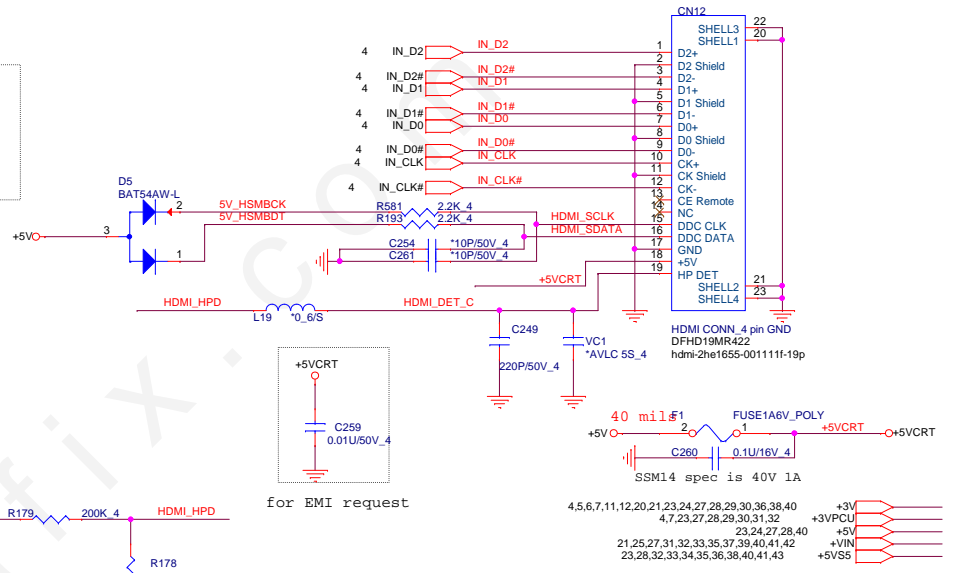 CN12
SHELL3 22
SHELL1 20
4 IN_D2 IN_D2 1 D2+
2 D2 Shield
4 IN_D2# IN_D2# 3 D2-
4 IN_D1 IN_D1 4 D1+
5 D1 Shield
4 IN_D1# IN_D1# 6 D1-
4 IN_D0 IN_D0 7 D0+
8 D0 Shield
4 IN_D0# IN_D0# 9 D0-
4 IN_CLK IN_CLK 10 CK+
11 CK Shield
4 IN_CLK# IN_CLK# 12 CK-
13 CE Remote
14 NC
HDMI_SCLK 15 DDC CLK
HDMI_SDATA 16 DDC DATA
17 GND
+5VCRT 18 +5V
19 HP DET
SHELL2 21
SHELL4 23
HDMI CONN_4 pin GND
DFHD19MR422
hdmi-2he1655-001111f-19p
D5
BAT54AW-L
+5V 3 2 1
5V_HSMBCK R581 2.2K_4
5V_HSMBDT R193 2.2K_4
C254 *10P/50V_4
C261 *10P/50V_4
HDMI_HPD L19 *0_6/S HDMI_DET_C
C249
220P/50V_4
VC1
*AVLC 5S_4
+5VCRT
C259
0.01U/50V_4
for EMI request
40 mils F1 FUSE1A6V_POLY
+5V 2 1 +5VCRT +5VCRT
C260 0.1U/16V_4
SSM14 spec is 40V 1A
R179 200K_4 HDMI_HPD
R178
4,5,6,7,11,12,20,21,23,24,27,28,29,30,36,38,40 +3V
4,7,23,27,28,29,30,31,32 +3VPCU
23,24,27,28,40 +5V
21,25,27,31,32,33,35,37,39,40,41,42 +VIN
23,28,32,33,34,35,36,38,40,41,43 +5VS5
fix.com